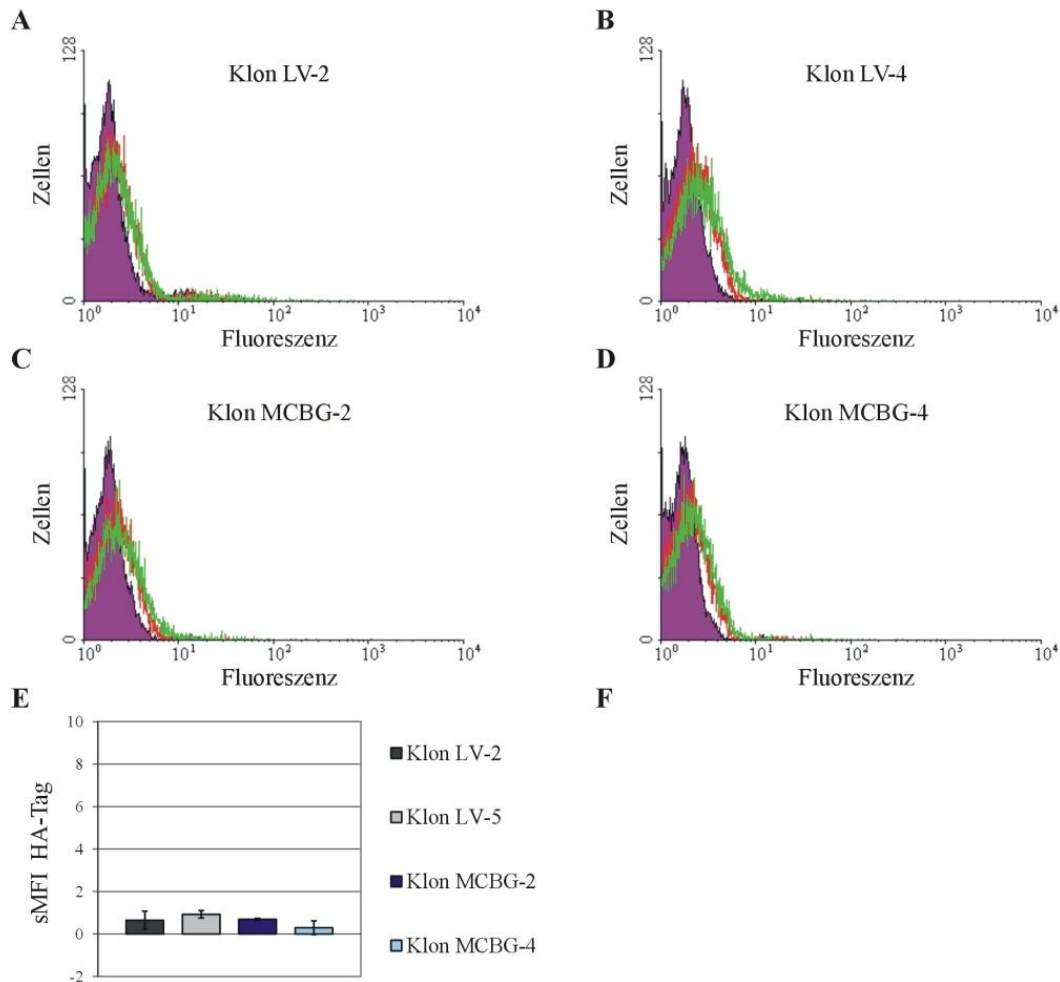 A
128
Klon LV-2
Zellen
0
10^0 10^1 10^2 10^3 10^4
Fluoreszenz
B
128
Klon LV-4
Zellen
0
10^0 10^1 10^2 10^3 10^4
Fluoreszenz
C
128
Klon MCBG-2
Zellen
0
10^0 10^1 10^2 10^3 10^4
Fluoreszenz
D
128
Klon MCBG-4
Zellen
0
10^0 10^1 10^2 10^3 10^4
Fluoreszenz
E
sMFI HA-Tag
10
8
6
4
2
0
-2
Klon LV-2
Klon LV-5
Klon MCBG-2
Klon MCBG-4
F